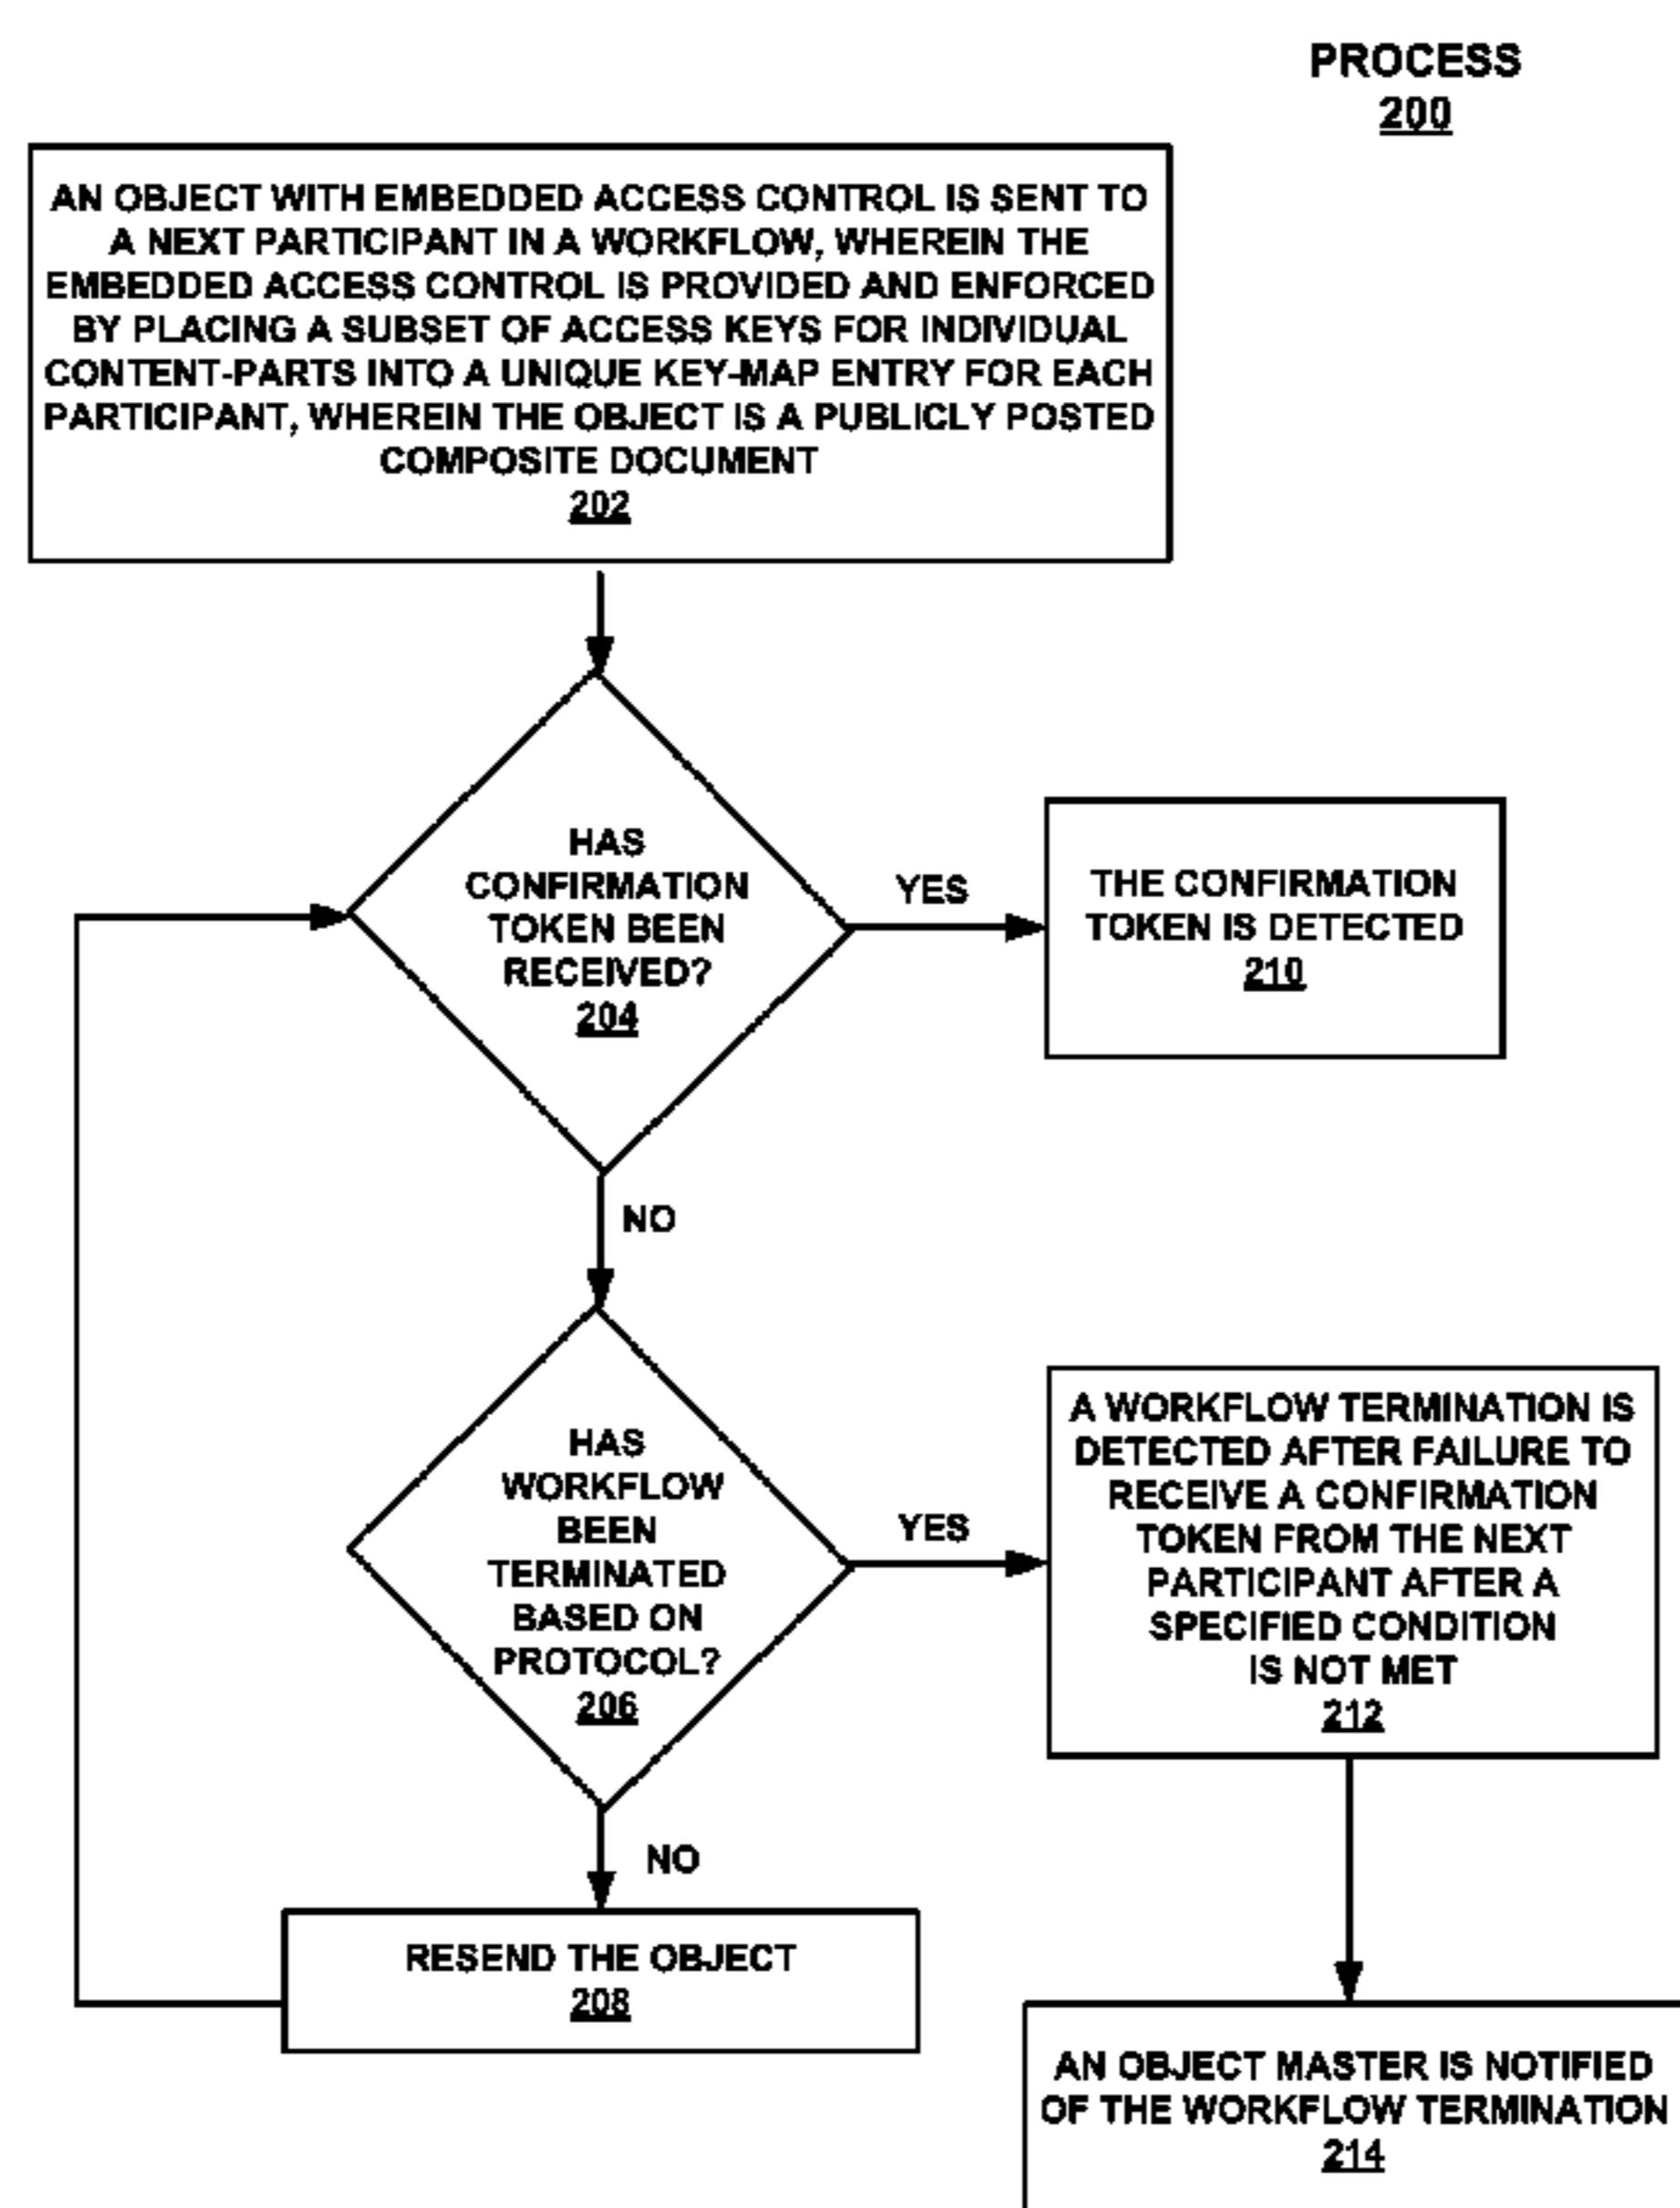 PROCESS
200
AN OBJECT WITH EMBEDDED ACCESS CONTROL IS SENT TO
A NEXT PARTICIPANT IN A WORKFLOW, WHEREIN THE
EMBEDDED ACCESS CONTROL IS PROVIDED AND ENFORCED
BY PLACING A SUBSET OF ACCESS KEYS FOR INDIVIDUAL
CONTENT-PARTS INTO A UNIQUE KEY-MAP ENTRY FOR EACH
PARTICIPANT, WHEREIN THE OBJECT IS A PUBLICLY POSTED
COMPOSITE DOCUMENT
202
HAS
CONFIRMATION
TOKEN BEEN
RECEIVED?
204
YES
THE CONFIRMATION
TOKEN IS DETECTED
210
NO
HAS
WORKFLOW
BEEN
TERMINATED
BASED ON
PROTOCOL?
206
YES
A WORKFLOW TERMINATION IS
DETECTED AFTER FAILURE TO
RECEIVE A CONFIRMATION
TOKEN FROM THE NEXT
PARTICIPANT AFTER A
SPECIFIED CONDITION
IS NOT MET
212
NO
RESEND THE OBJECT
208
AN OBJECT MASTER IS NOTIFIED
OF THE WORKFLOW TERMINATION
214